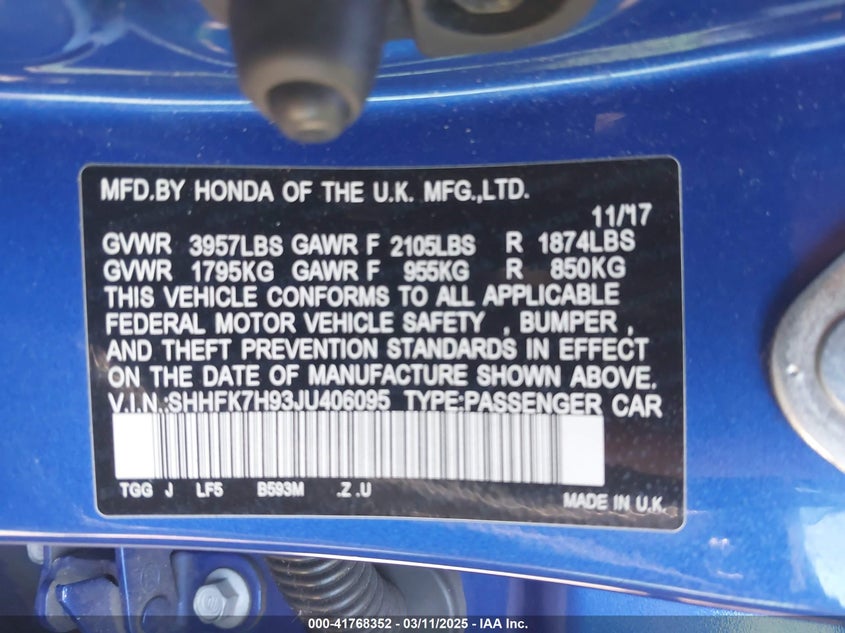 MFD.BY HONDA OF THE U.K. MFG.,LTD.
11/17
GVWR 3957LBS GAWR F 2105LBS R 1874LBS
GVWR 1795KG GAWR F 955KG R 850KG
THIS VEHICLE CONFORMS TO ALL APPLICABLE
FEDERAL MOTOR VEHICLE SAFETY , BUMPER ,
AND THEFT PREVENTION STANDARDS IN EFFECT
ON THE DATE OF MANUFACTURE SHOWN ABOVE.
V.I.N.:SHHFK7H93JU406095 TYPE:PASSENGER CAR
TGG J LF5 B593M .Z .U
MADE IN U.K.
000-41768352 / 03/11/2025 - IAA Inc.